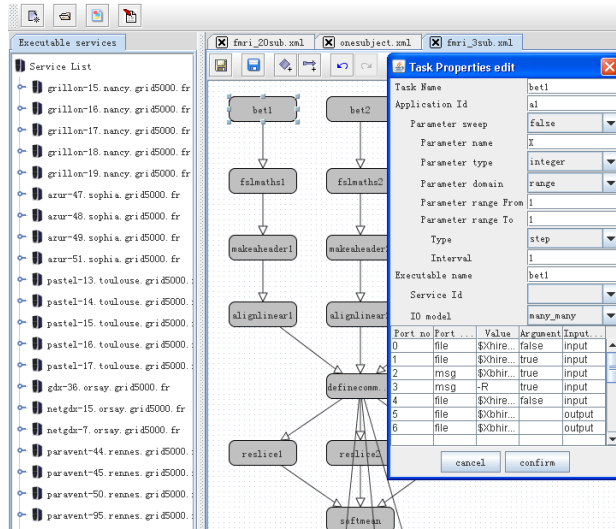 Executable services
Service List
grillon-15.nancy.grid5000.fr
grillon-16.nancy.grid5000.fr
grillon-17.nancy.grid5000.fr
grillon-18.nancy.grid5000.fr
grillon-19.nancy.grid5000.fr
azur-47.sophia.grid5000.fr
azur-48.sophia.grid5000.fr
azur-49.sophia.grid5000.fr
azur-51.sophia.grid5000.fr
pastel-13.toulouse.grid5000.
pastel-14.toulouse.grid5000.
pastel-15.toulouse.grid5000.
pastel-16.toulouse.grid5000.
pastel-17.toulouse.grid5000.
gdx-36.orsay.grid5000.fr
netgdx-15.orsay.grid5000.fr
netgdx-7.orsay.grid5000.fr
paravent-44.rennes.grid5000.
paravent-45.rennes.grid5000.
paravent-50.rennes.grid5000.
paravent-95.rennes.grid5000.
fmri_20sub.xml onesubject.xml fmri_3sub.xml
bet1 bet2
fslmaths1 fslmaths2
makeaheader1 makeaheader
alignlinear1 alignlinear
definecomm...
reslice1 reslice2
softmean
Task Properties edit
Task Name bet1
Application Id a1
Parameter sweep false
Parameter name X
Parameter type integer
Parameter domain range
Parameter range From 1
Parameter range To 1
Type step
Interval 1
Executable name bet1
Service Id
IO model many_many
Port no Port ... Value Argument Input...
0 file $Xhire... false input
1 file $Xhire... true input
2 msg $Xbhir... true input
3 msg -R true input
4 file $Xhire... false input
5 file $Xbhir... output
6 file $Xbhir... output
cancel confirm